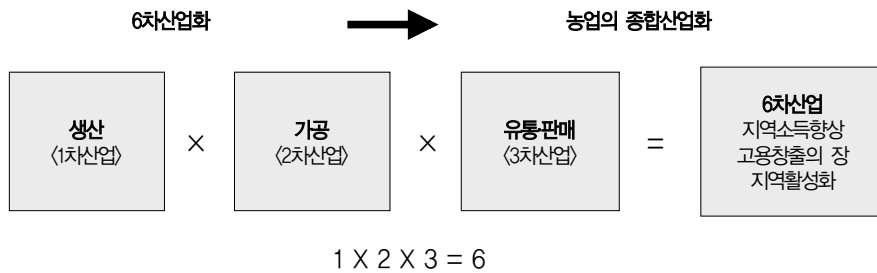 6차산업화 → 농업의 종합산업화
생산 × 가공 × 유통·판매 = 6차산업
〈1차산업〉 〈2차산업〉 〈3차산업〉 지역소득향상
고용창출의 장
지역활성화
1 X 2 X 3 = 6